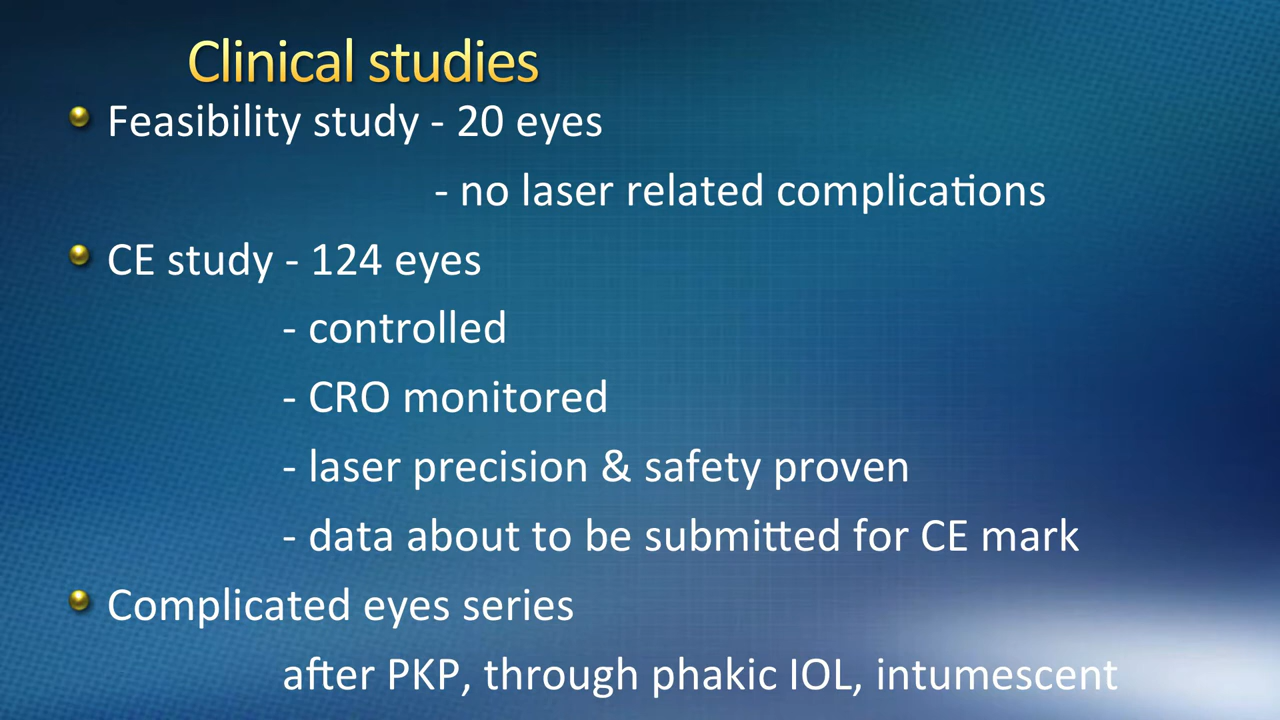 Clinical studies
Feasibility study - 20 eyes
- no laser related complications
CE study - 124 eyes
- controlled
- CRO monitored
- laser precision & safety proven
- data about to be submitted for CE mark
Complicated eyes series
after PKP, through phakic IOL, intumescent